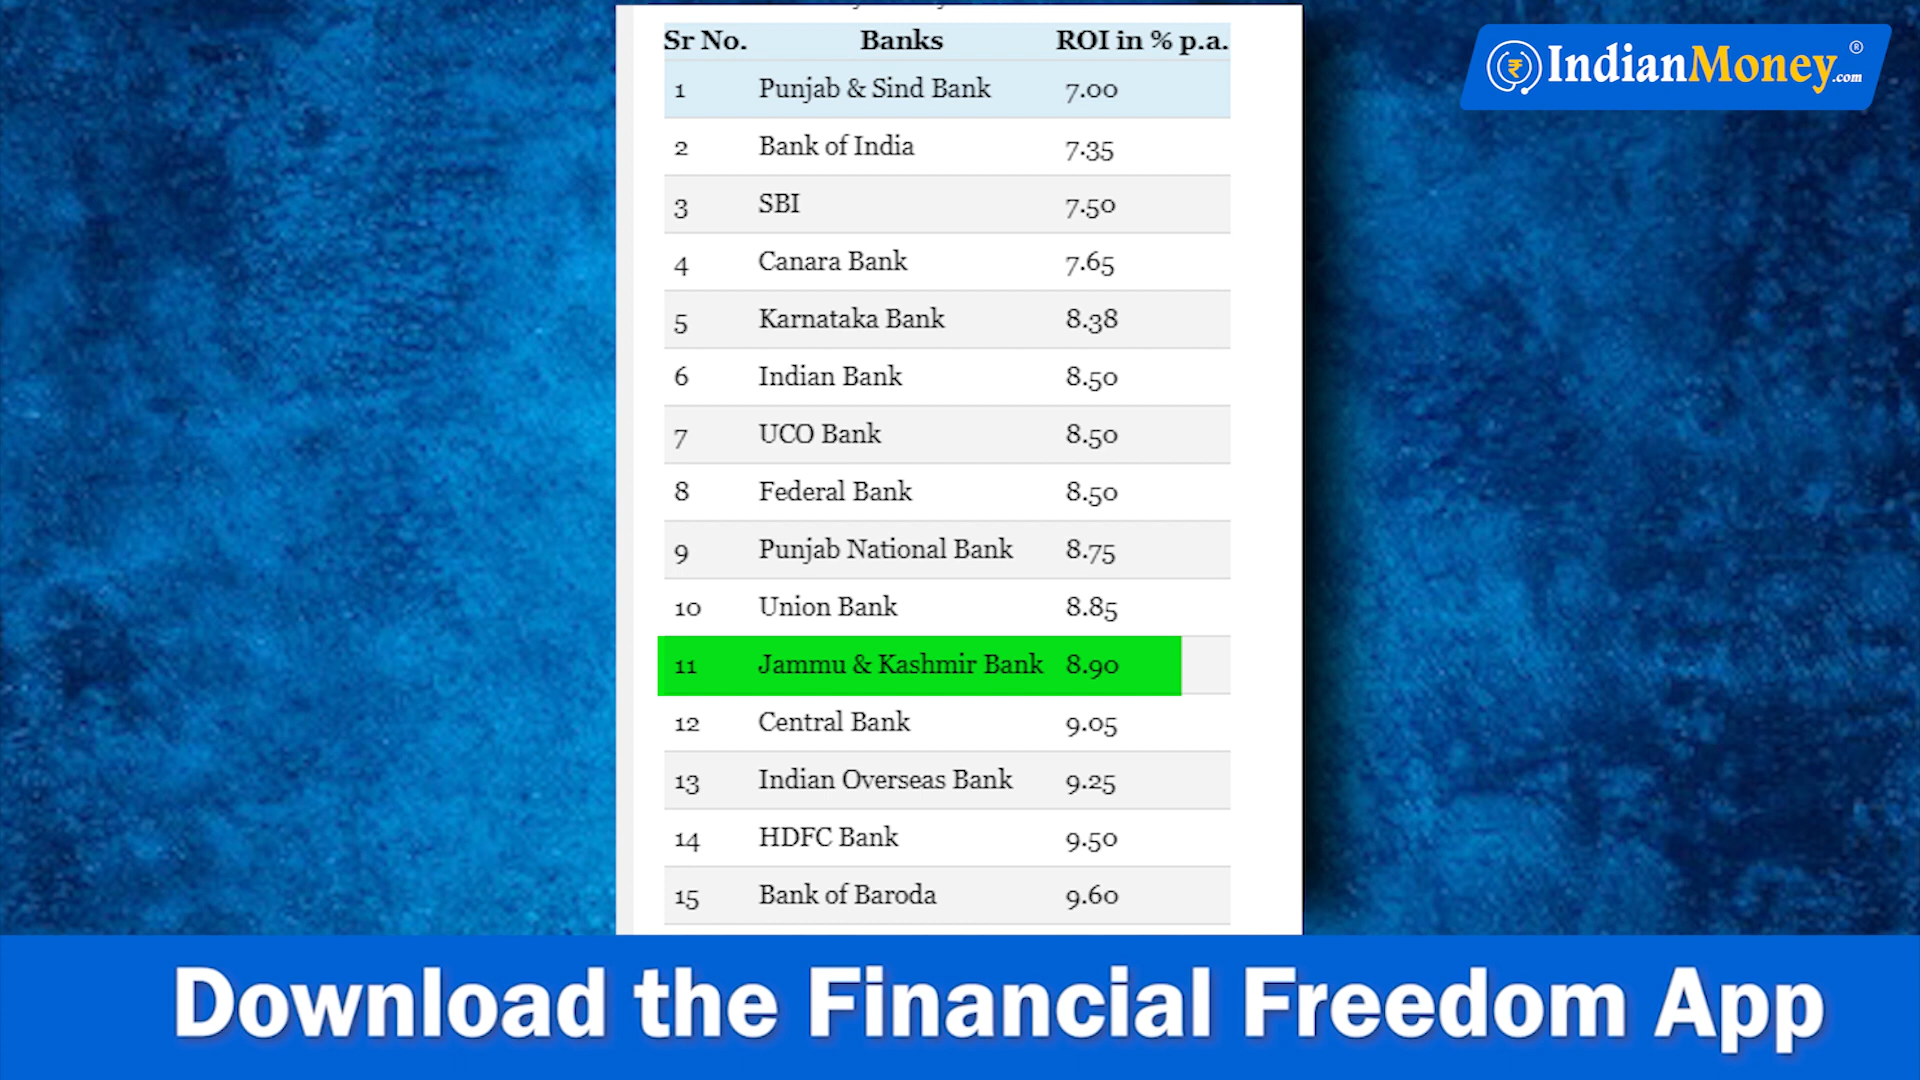 Sr No. Banks ROI in % p.a.
1 Punjab & Sind Bank 7.00
2 Bank of India 7.35
3 SBI 7.50
4 Canara Bank 7.65
5 Karnataka Bank 8.38
6 Indian Bank 8.50
7 UCO Bank 8.50
8 Federal Bank 8.50
9 Punjab National Bank 8.75
10 Union Bank 8.85
11 Jammu & Kashmir Bank 8.90
12 Central Bank 9.05
13 Indian Overseas Bank 9.25
14 HDFC Bank 9.50
15 Bank of Baroda 9.60
₹ IndianMoney.com ®
Download the Financial Freedom App